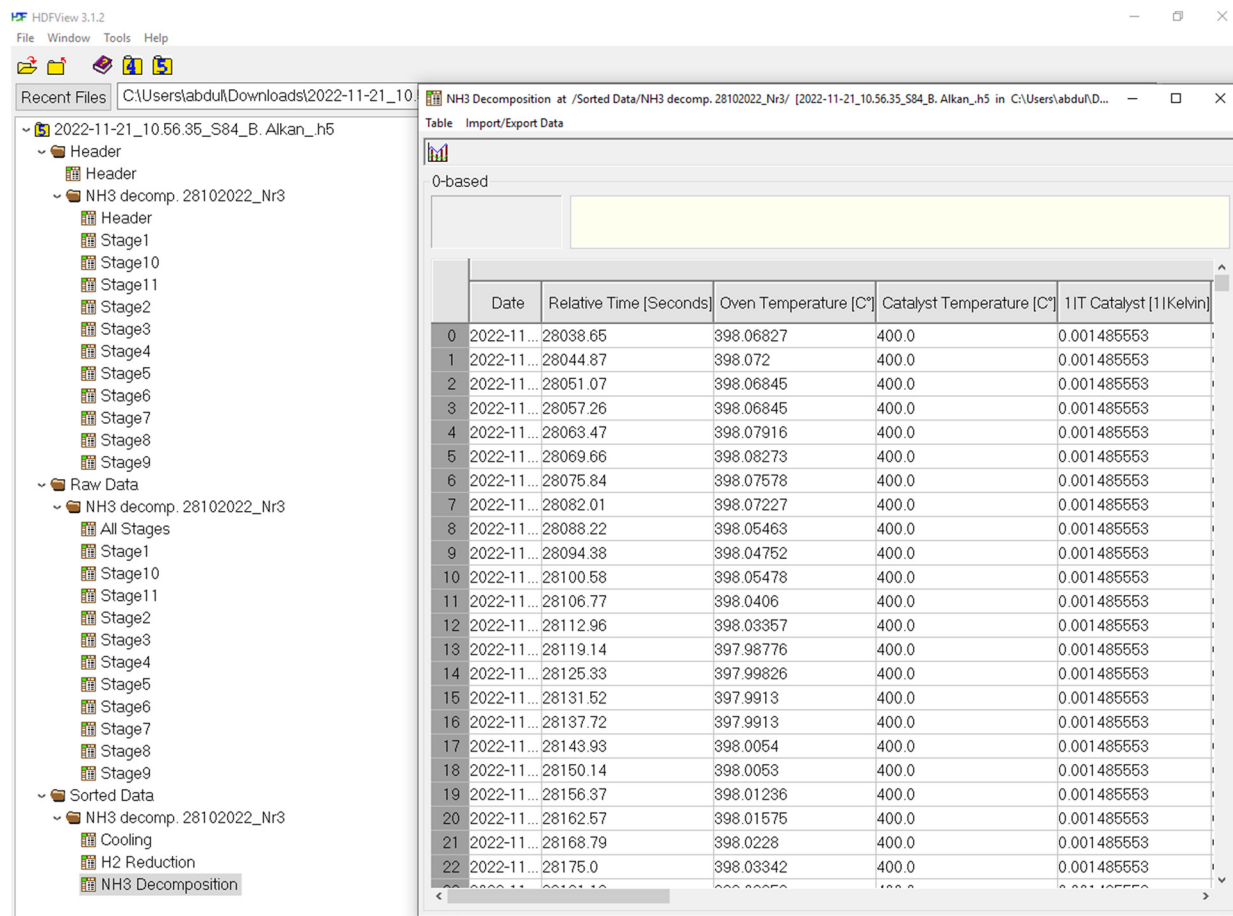 HDF HDFView 3.1.2
File Window Tools Help
4 5
Recent Files C:\Users\abdul\Downloads\2022-11-21_10.
2022-11-21_10.56.35_S84_B. Alkan_.h5
Header
Header
NH3 decomp. 28102022_Nr3
Header
Stage1
Stage10
Stage11
Stage2
Stage3
Stage4
Stage5
Stage6
Stage7
Stage8
Stage9
Raw Data
NH3 decomp. 28102022_Nr3
All Stages
Stage1
Stage10
Stage11
Stage2
Stage3
Stage4
Stage5
Stage6
Stage7
Stage8
Stage9
Sorted Data
NH3 decomp. 28102022_Nr3
Cooling
H2 Reduction
NH3 Decomposition
NH3 Decomposition at /Sorted Data/NH3 decomp. 28102022_Nr3/ [2022-11-21_10.56.35_S84_B. Alkan_.h5 in C:\Users\abdul\D...
Table Import/Export Data
0-based
Date Relative Time [Seconds] Oven Temperature [C°] Catalyst Temperature [C°] 1|T Catalyst [1|Kelvin]
0 2022-11... 28038.65 398.06827 400.0 0.001485553
1 2022-11... 28044.87 398.072 400.0 0.001485553
2 2022-11... 28051.07 398.06845 400.0 0.001485553
3 2022-11... 28057.26 398.06845 400.0 0.001485553
4 2022-11... 28063.47 398.07916 400.0 0.001485553
5 2022-11... 28069.66 398.08273 400.0 0.001485553
6 2022-11... 28075.84 398.07578 400.0 0.001485553
7 2022-11... 28082.01 398.07227 400.0 0.001485553
8 2022-11... 28088.22 398.05463 400.0 0.001485553
9 2022-11... 28094.38 398.04752 400.0 0.001485553
10 2022-11... 28100.58 398.05478 400.0 0.001485553
11 2022-11... 28106.77 398.0406 400.0 0.001485553
12 2022-11... 28112.96 398.03357 400.0 0.001485553
13 2022-11... 28119.14 397.98776 400.0 0.001485553
14 2022-11... 28125.33 397.99826 400.0 0.001485553
15 2022-11... 28131.52 397.9913 400.0 0.001485553
16 2022-11... 28137.72 397.9913 400.0 0.001485553
17 2022-11... 28143.93 398.0054 400.0 0.001485553
18 2022-11... 28150.14 398.0053 400.0 0.001485553
19 2022-11... 28156.37 398.01236 400.0 0.001485553
20 2022-11... 28162.57 398.01575 400.0 0.001485553
21 2022-11... 28168.79 398.0228 400.0 0.001485553
22 2022-11... 28175.0 398.03342 400.0 0.001485553